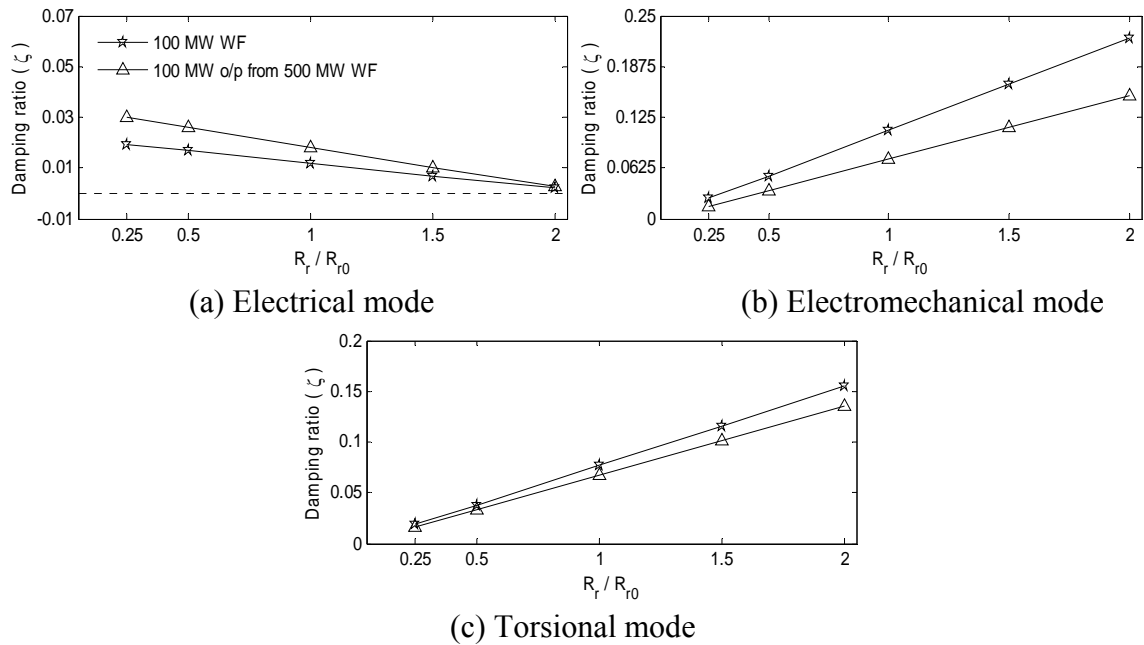 0.07
0.05
0.03
0.01
-0.01
Damping ratio ( ζ )
100 MW WF
100 MW o/p from 500 MW WF
0.25 0.5 1 1.5 2
Rr / Rr0
(a) Electrical mode
0.25
0.1875
0.125
0.0625
0
Damping ratio ( ζ )
0.25 0.5 1 1.5 2
Rr / Rr0
(b) Electromechanical mode
0.2
0.15
0.1
0.05
0
Damping ratio ( ζ )
0.25 0.5 1 1.5 2
Rr / Rr0
(c) Torsional mode